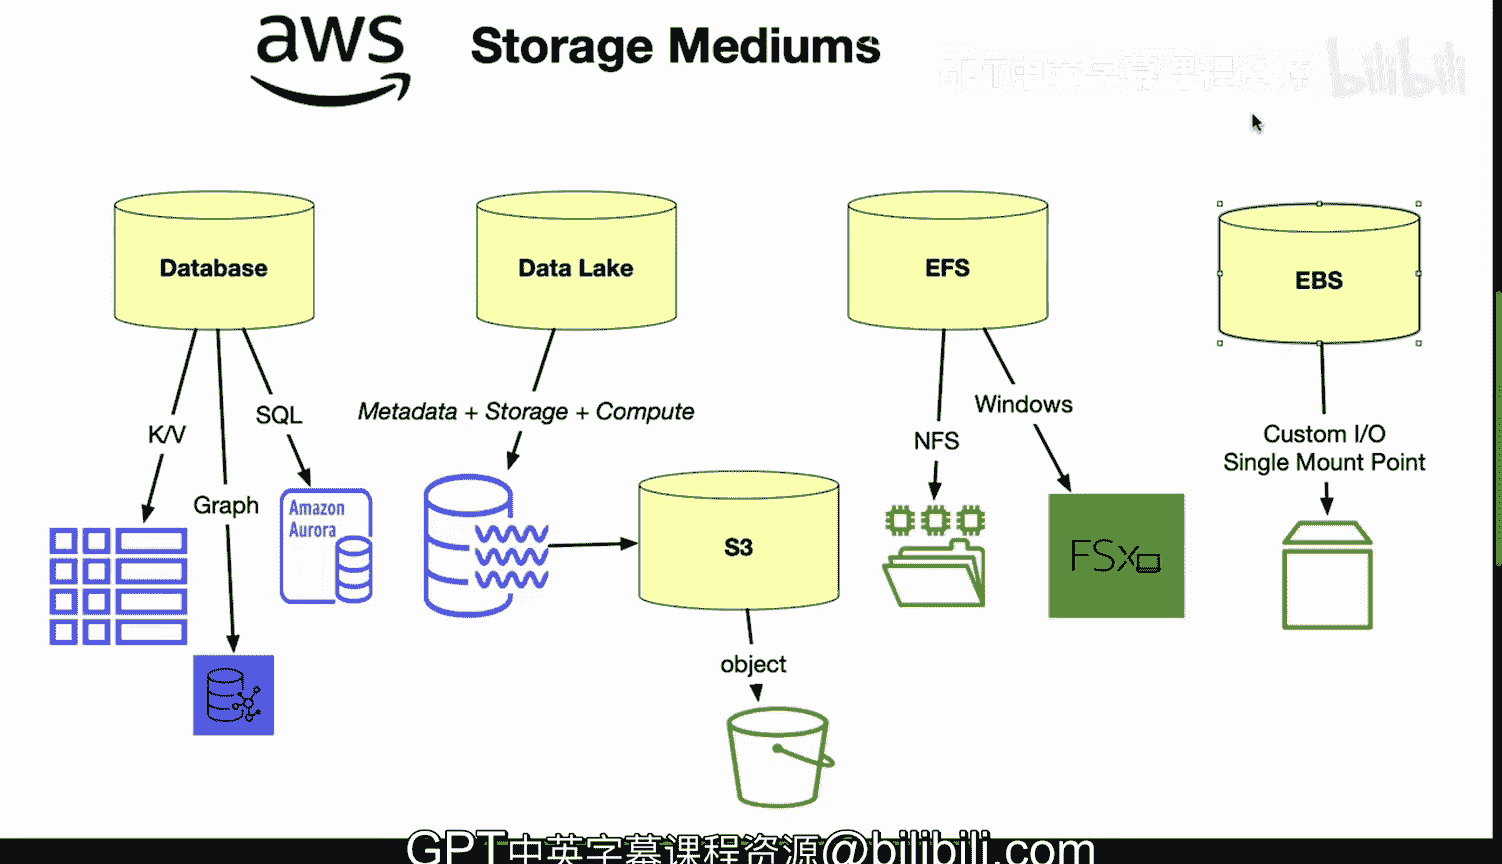 aws
Storage Mediums
bilibili
Database
Data Lake
EFS
EBS
K/V
Graph
SQL
Metadata + Storage + Compute
NFS
Windows
Custom I/O
Single Mount Point
Amazon
Aurora
S3
FSx
object
GPT中英字幕课程资源@bilibili.com